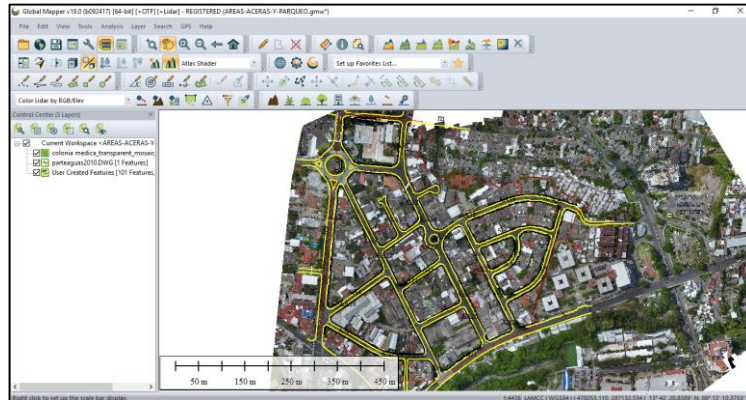 Global Mapper v19.0 (b092417) [64-bit] [+OTF] [+Lidar] - REGISTERED (AREAS-ACERAS-Y-PARQUEO.gmw*)
File Edit View Tools Analysis Layer Search GPS Help
Atlas Shader
Set up Favorites List...
Color Lidar by RGB/Elev
Control Center (3 Layers)
Current Workspace <AREAS-ACERAS-Y-
colonia medica_transparent_mosaic
parteaguas2010.DWG [1 Features]
User Created Features [101 Features,
50 m 150 m 250 m 350 m 450 m
Right click to set up the scale bar display.